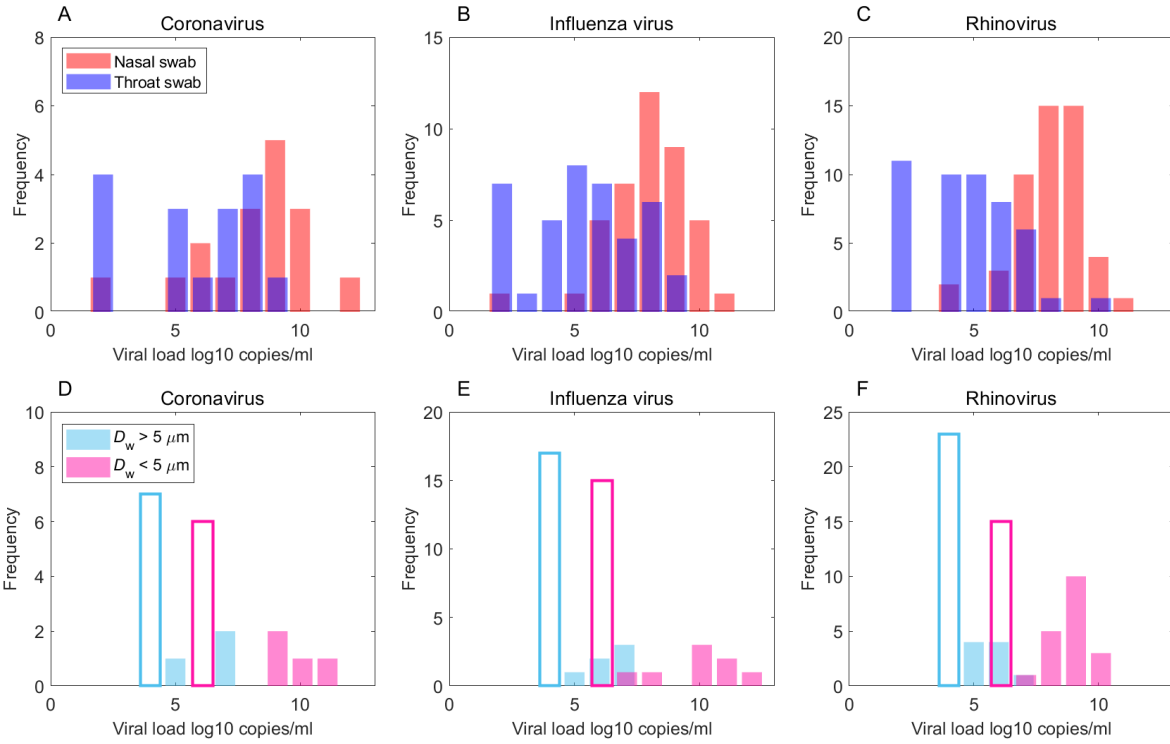 A
Coronavirus
8
6
4
2
0
Frequency
Nasal swab
Throat swab
0
5
10
Viral load log10 copies/ml
B
Influenza virus
15
10
5
0
Frequency
0
5
10
Viral load log10 copies/ml
C
Rhinovirus
20
15
10
5
0
Frequency
0
5
10
Viral load log10 copies/ml
D
Coronavirus
10
8
6
4
2
0
Frequency
Dw > 5 μm
Dw < 5 μm
0
5
10
Viral load log10 copies/ml
E
Influenza virus
20
15
10
5
0
Frequency
0
5
10
Viral load log10 copies/ml
F
Rhinovirus
25
20
15
10
5
0
Frequency
0
5
10
Viral load log10 copies/ml